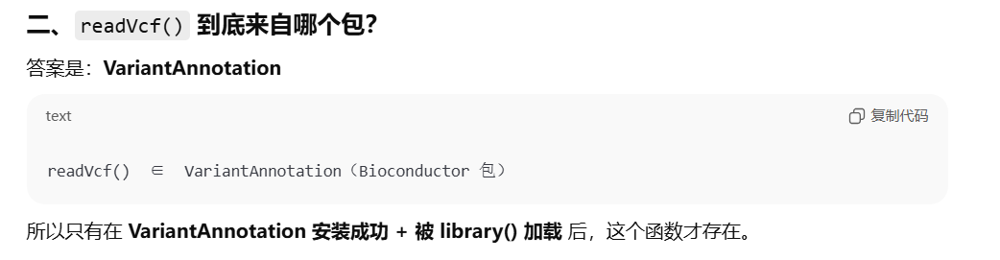 二、readVcf() 到底来自哪个包？
答案是：VariantAnnotation
text 复制代码
readVcf() ∈ VariantAnnotation（Bioconductor 包）
所以只有在 VariantAnnotation 安装成功 + 被 library() 加载 后，这个函数才存在。